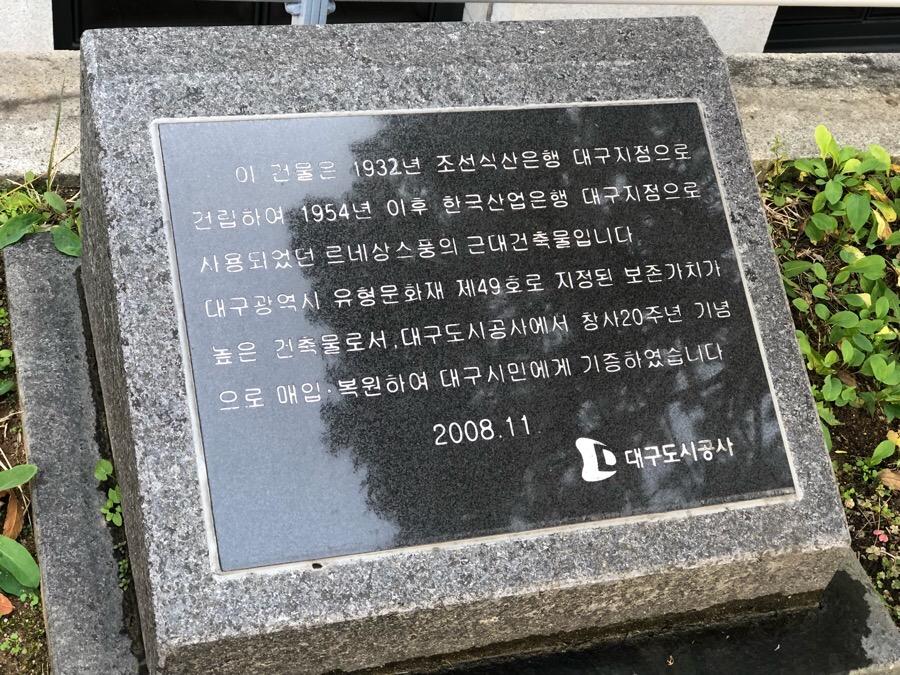 이 건물은 1932년 조선식산은행 대구지점으로
건립하여 1954년 이후 한국산업은행 대구지점으로
사용되었던 르네상스풍의 근대건축물입니다
대구광역시 유형문화재 제49호로 지정된 보존가치가
높은 건축물로서, 대구도시공사에서 창사20주년 기념
으로 매입·복원하여 대구시민에게 기증하였습니다
2008.11
대구도시공사